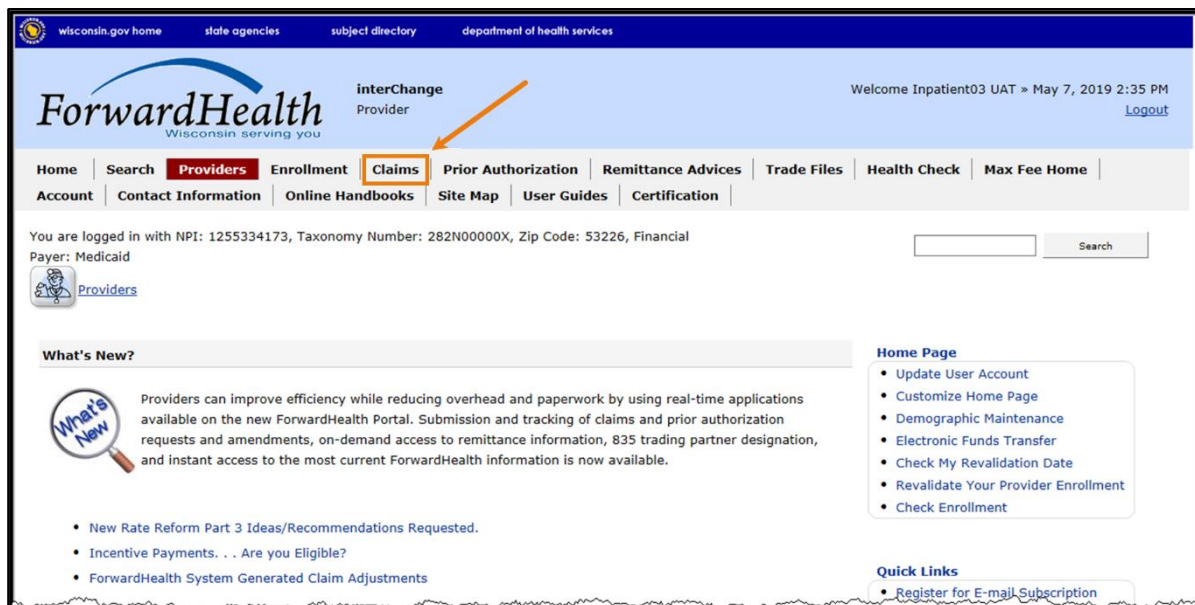 wisconsin.gov home state agencies subject directory department of health services
ForwardHealth
Wisconsin serving you
interChange
Provider
Welcome Inpatient03 UAT » May 7, 2019 2:35 PM
Logout
Home Search Providers Enrollment Claims Prior Authorization Remittance Advices Trade Files Health Check Max Fee Home
Account Contact Information Online Handbooks Site Map User Guides Certification
You are logged in with NPI: 1255334173, Taxonomy Number: 282N00000X, Zip Code: 53226, Financial
Payer: Medicaid
Search
Providers
What's New?
What's
New
Providers can improve efficiency while reducing overhead and paperwork by using real-time applications
available on the new ForwardHealth Portal. Submission and tracking of claims and prior authorization
requests and amendments, on-demand access to remittance information, 835 trading partner designation,
and instant access to the most current ForwardHealth information is now available.
• New Rate Reform Part 3 Ideas/Recommendations Requested.
• Incentive Payments. . . Are you Eligible?
• ForwardHealth System Generated Claim Adjustments
Home Page
• Update User Account
• Customize Home Page
• Demographic Maintenance
• Electronic Funds Transfer
• Check My Revalidation Date
• Revalidate Your Provider Enrollment
• Check Enrollment
Quick Links
• Register for E-mail Subscription